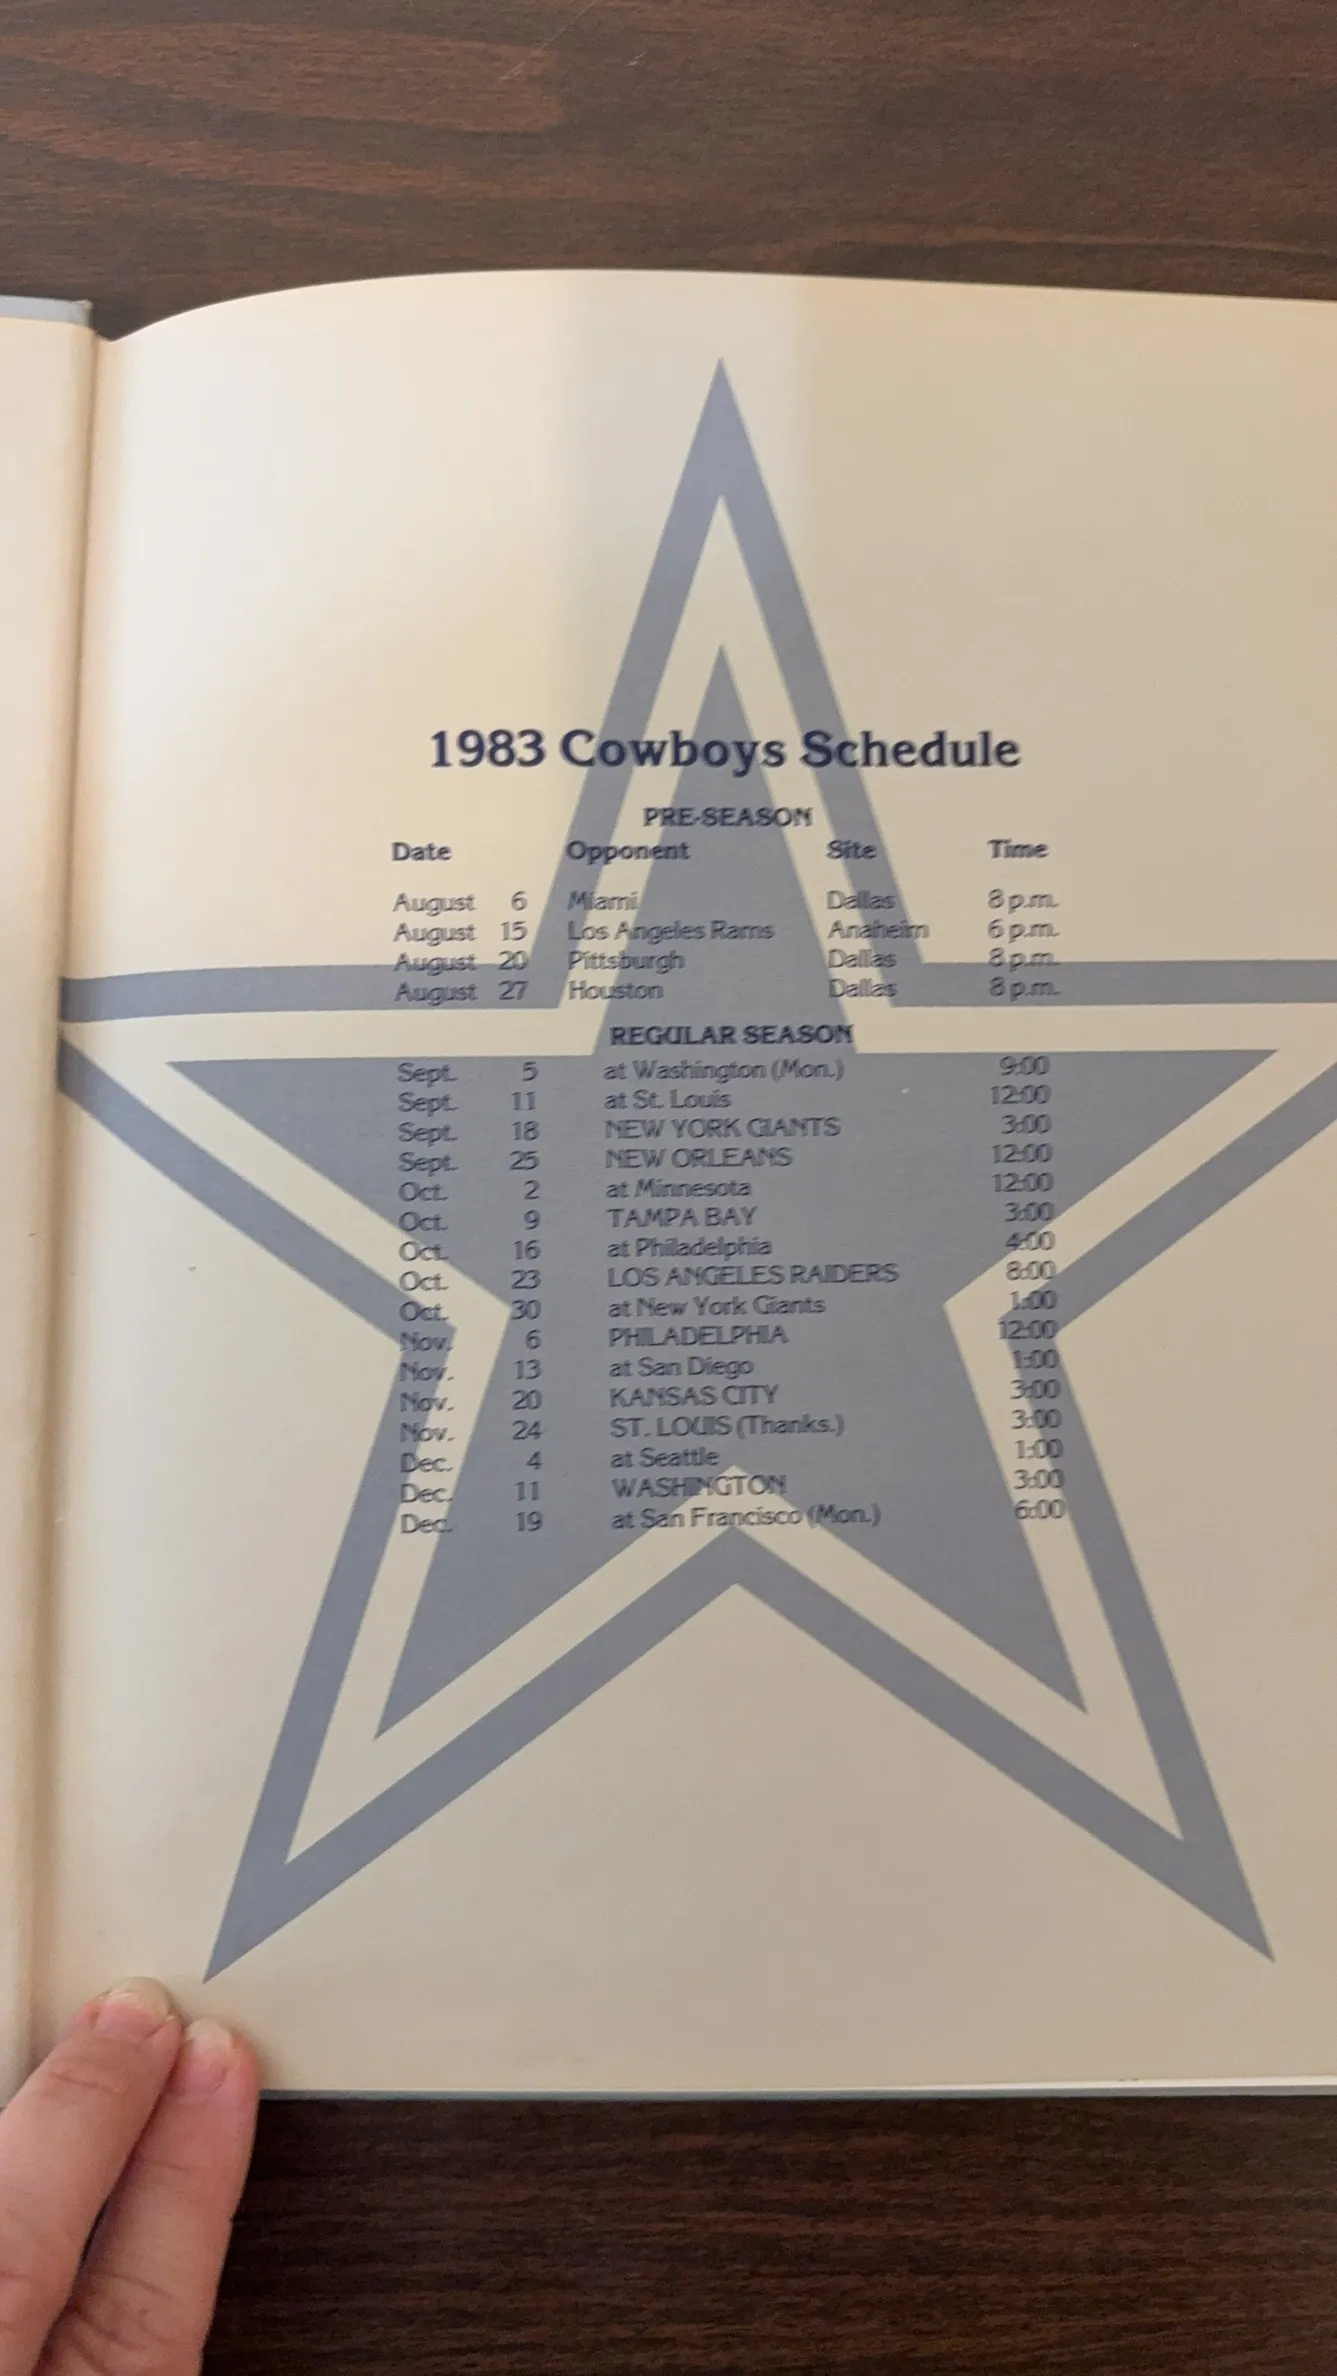 1983 Cowboys Schedule
PRE-SEASON
Date Opponent Site Time
August 6 Miami Dallas 8 p.m.
August 15 Los Angeles Rams Anaheim 6 p.m.
August 20 Pittsburgh Dallas 8 p.m.
August 27 Houston Dallas 8 p.m.
REGULAR SEASON
Sept. 5 at Washington (Mon.) 9:00
Sept. 11 at St. Louis 12:00
Sept. 18 NEW YORK GIANTS 3:00
Sept. 25 NEW ORLEANS 12:00
Oct. 2 at Minnesota 12:00
Oct. 9 TAMPA BAY 3:00
Oct. 16 at Philadelphia 4:00
Oct. 23 LOS ANGELES RAIDERS 8:00
Oct. 30 at New York Giants 1:00
Nov. 6 PHILADELPHIA 12:00
Nov. 13 at San Diego 1:00
Nov. 20 KANSAS CITY 3:00
Nov. 24 ST. LOUIS (Thanks.) 3:00
Dec. 4 at Seattle 1:00
Dec. 11 WASHINGTON 3:00
Dec. 19 at San Francisco (Mon.) 6:00